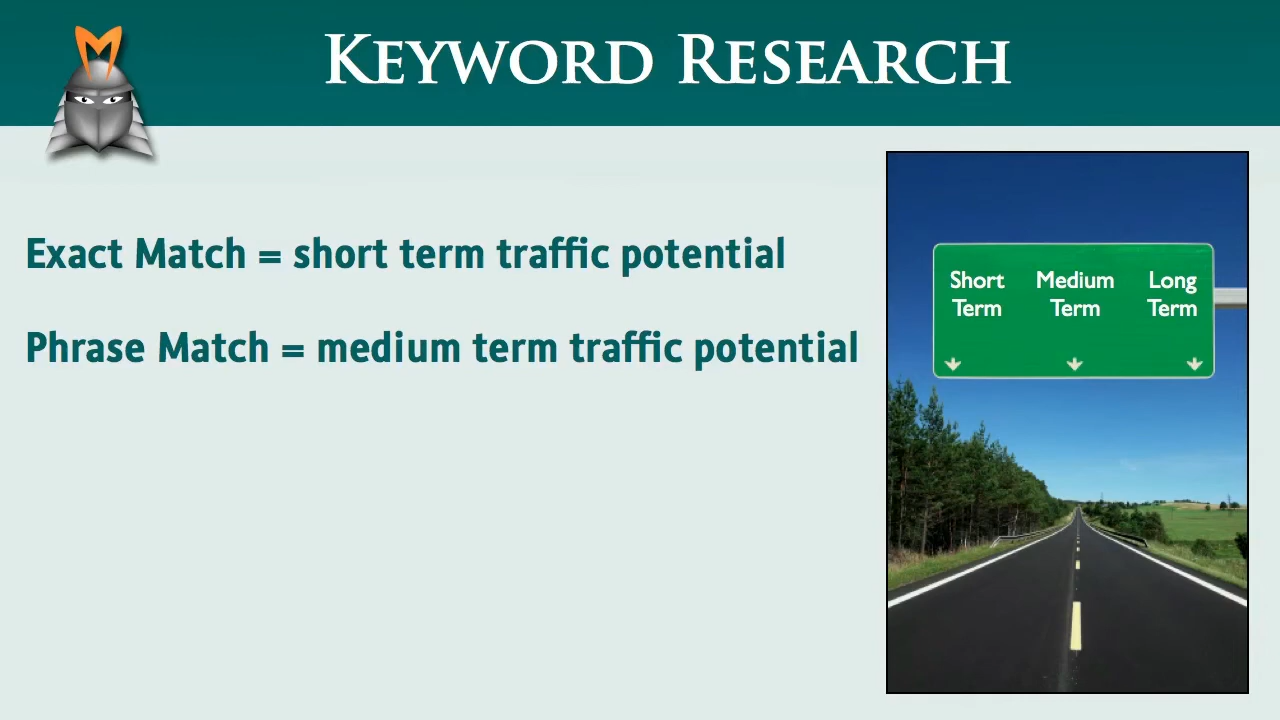 Keyword Research
Exact Match = short term traffic potential
Phrase Match = medium term traffic potential
Short Medium Long
Term Term Term